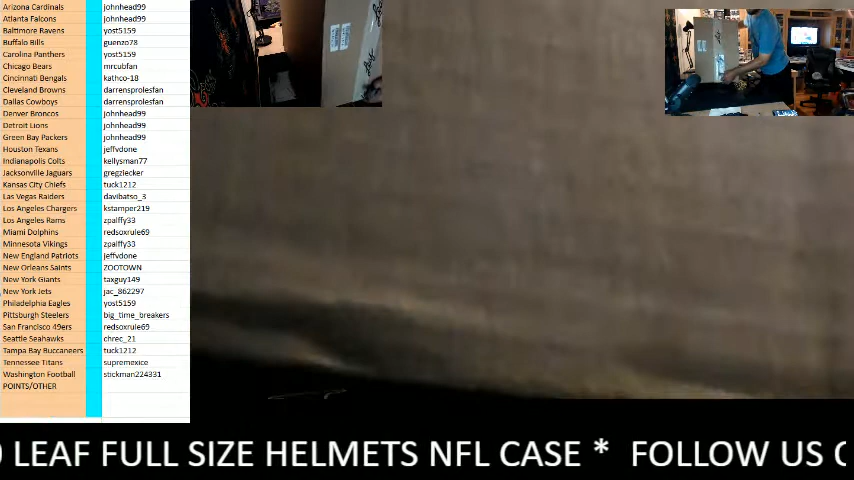 Arizona Cardinals johnhead99
Atlanta Falcons johnhead99
Baltimore Ravens yost5159
Buffalo Bills guenzo78
Carolina Panthers yost5159
Chicago Bears mrcubfan
Cincinnati Bengals kathco-18
Cleveland Browns darrensprolesfan
Dallas Cowboys darrensprolesfan
Denver Broncos johnhead99
Detroit Lions johnhead99
Green Bay Packers johnhead99
Houston Texans jeffvdone
Indianapolis Colts kellysman77
Jacksonville Jaguars gregziecker
Kansas City Chiefs tuck1212
Las Vegas Raiders davibatso_3
Los Angeles Chargers kstamper219
Los Angeles Rams zpalffy33
Miami Dolphins redsoxrule69
Minnesota Vikings zpalffy33
New England Patriots jeffvdone
New Orleans Saints ZOOTOWN
New York Giants taxguy149
New York Jets jac_862297
Philadelphia Eagles yost5159
Pittsburgh Steelers big_time_breakers
San Francisco 49ers redsoxrule69
Seattle Seahawks chrec_21
Tampa Bay Buccaneers tuck1212
Tennessee Titans supremexice
Washington Football stickman224331
POINTS/OTHER
LEAF FULL SIZE HELMETS NFL CASE * FOLLOW US